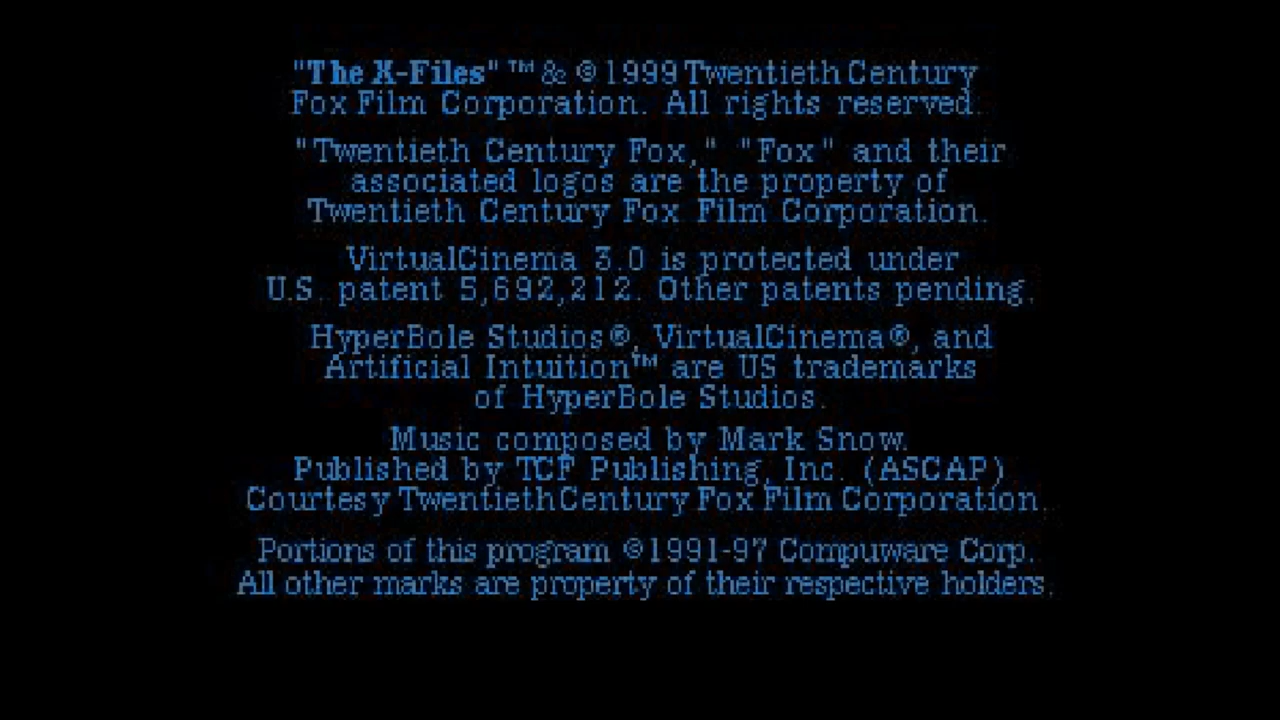 "The X-Files" ™ & ©1999 Twentieth Century
Fox Film Corporation. All rights reserved.
"Twentieth Century Fox," "Fox" and their
associated logos are the property of
Twentieth Century Fox Film Corporation.
VirtualCinema 3.0 is protected under
U.S. patent 5,692,212. Other patents pending.
HyperBole Studios®, VirtualCinema®, and
Artificial Intuition™ are US trademarks
of HyperBole Studios.
Music composed by Mark Snow.
Published by TCF Publishing, Inc. (ASCAP)
Courtesy Twentieth Century Fox Film Corporation.
Portions of this program ©1991-97 Compuware Corp.
All other marks are property of their respective holders.